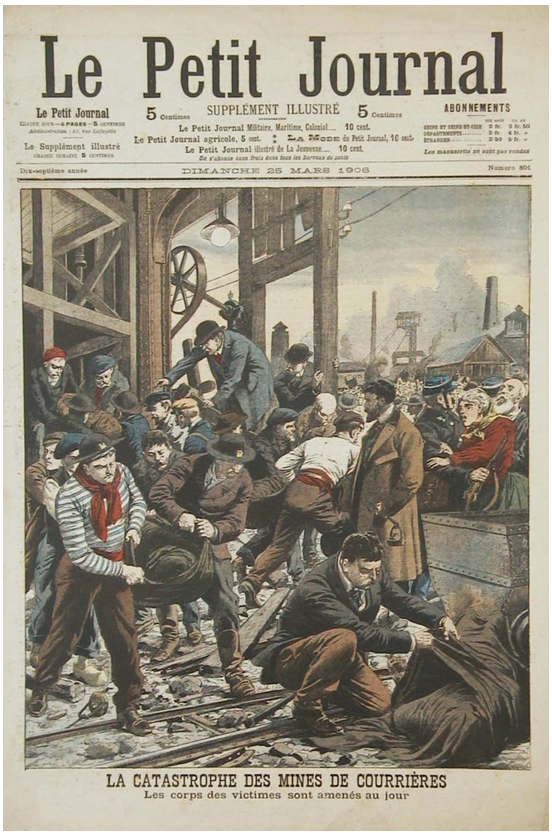 Le Petit Journal
Le Petit Journal
CHAQUE JOUR — 6 PAGES — 5 CENTIMES
Administration : 61, rue Lafayette
Le Supplément illustré
CHAQUE SEMAINE 5 CENTIMES
5 Centimes SUPPLÉMENT ILLUSTRÉ 5 Centimes
Le Petit Journal Militaire, Maritime, Colonial.... 10 cent.
Le Petit Journal agricole, 5 cent. La Mode du Petit Journal, 10 cent.
Le Petit Journal illustré de La Jeunesse.... 10 cent.
On s'abonne sans frais dans tous les bureaux de poste
ABONNEMENTS
SIX MOIS UN AN
SEINE ET SEINE-ET-OISE 2 fr. 3 fr. 50
DÉPARTEMENTS 2 fr. 4 fr.
ÉTRANGER 2 50 5 fr.
Les manuscrits ne sont pas rendus
Dix-septième année DIMANCHE 25 MARS 1906 Numéro 801
LA CATASTROPHE DES MINES DE COURRIÈRES
Les corps des victimes sont amenés au jour